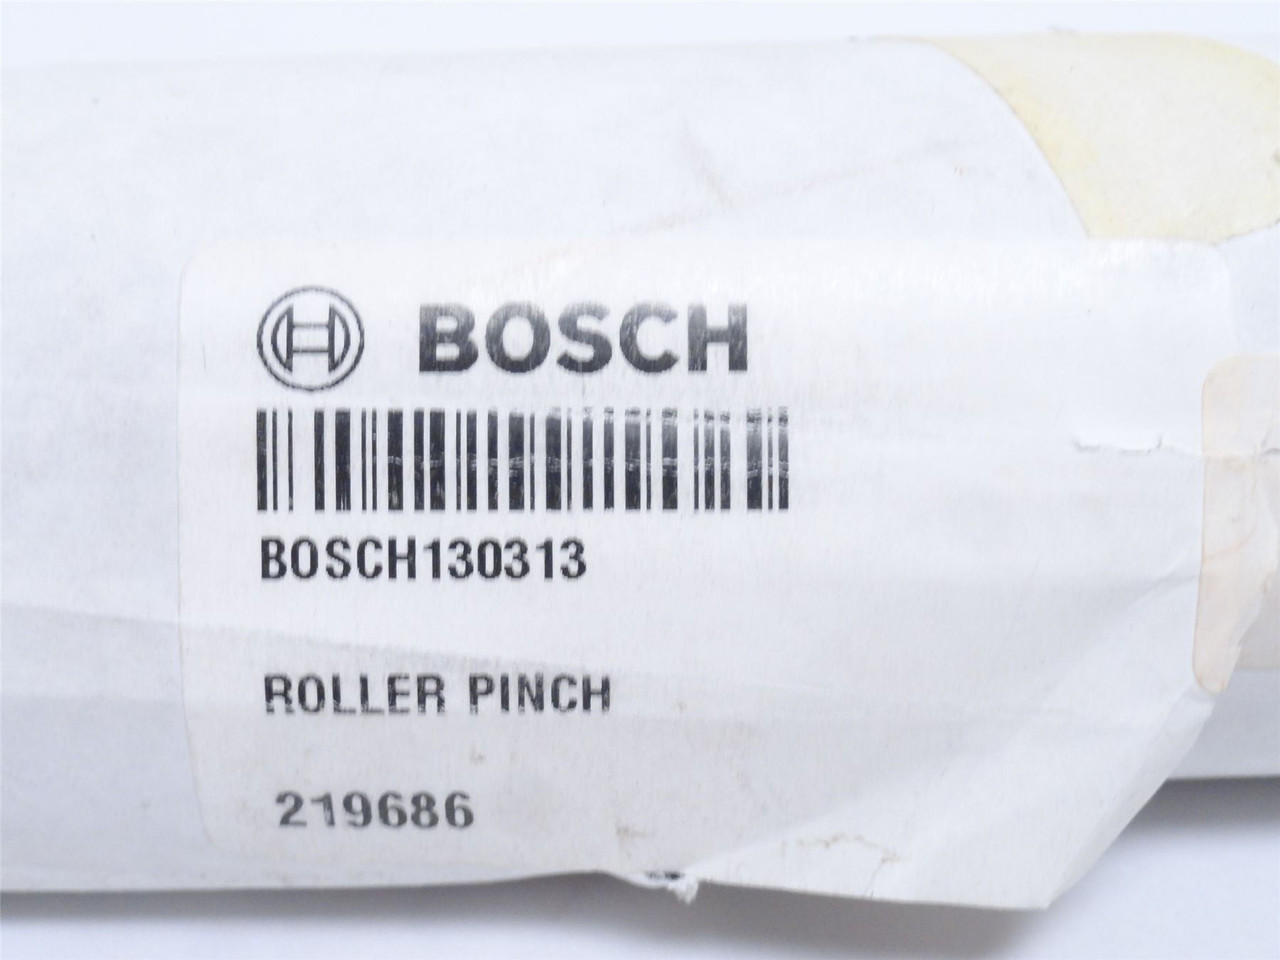 BOSCH
BOSCH130313
ROLLER PINCH
219686